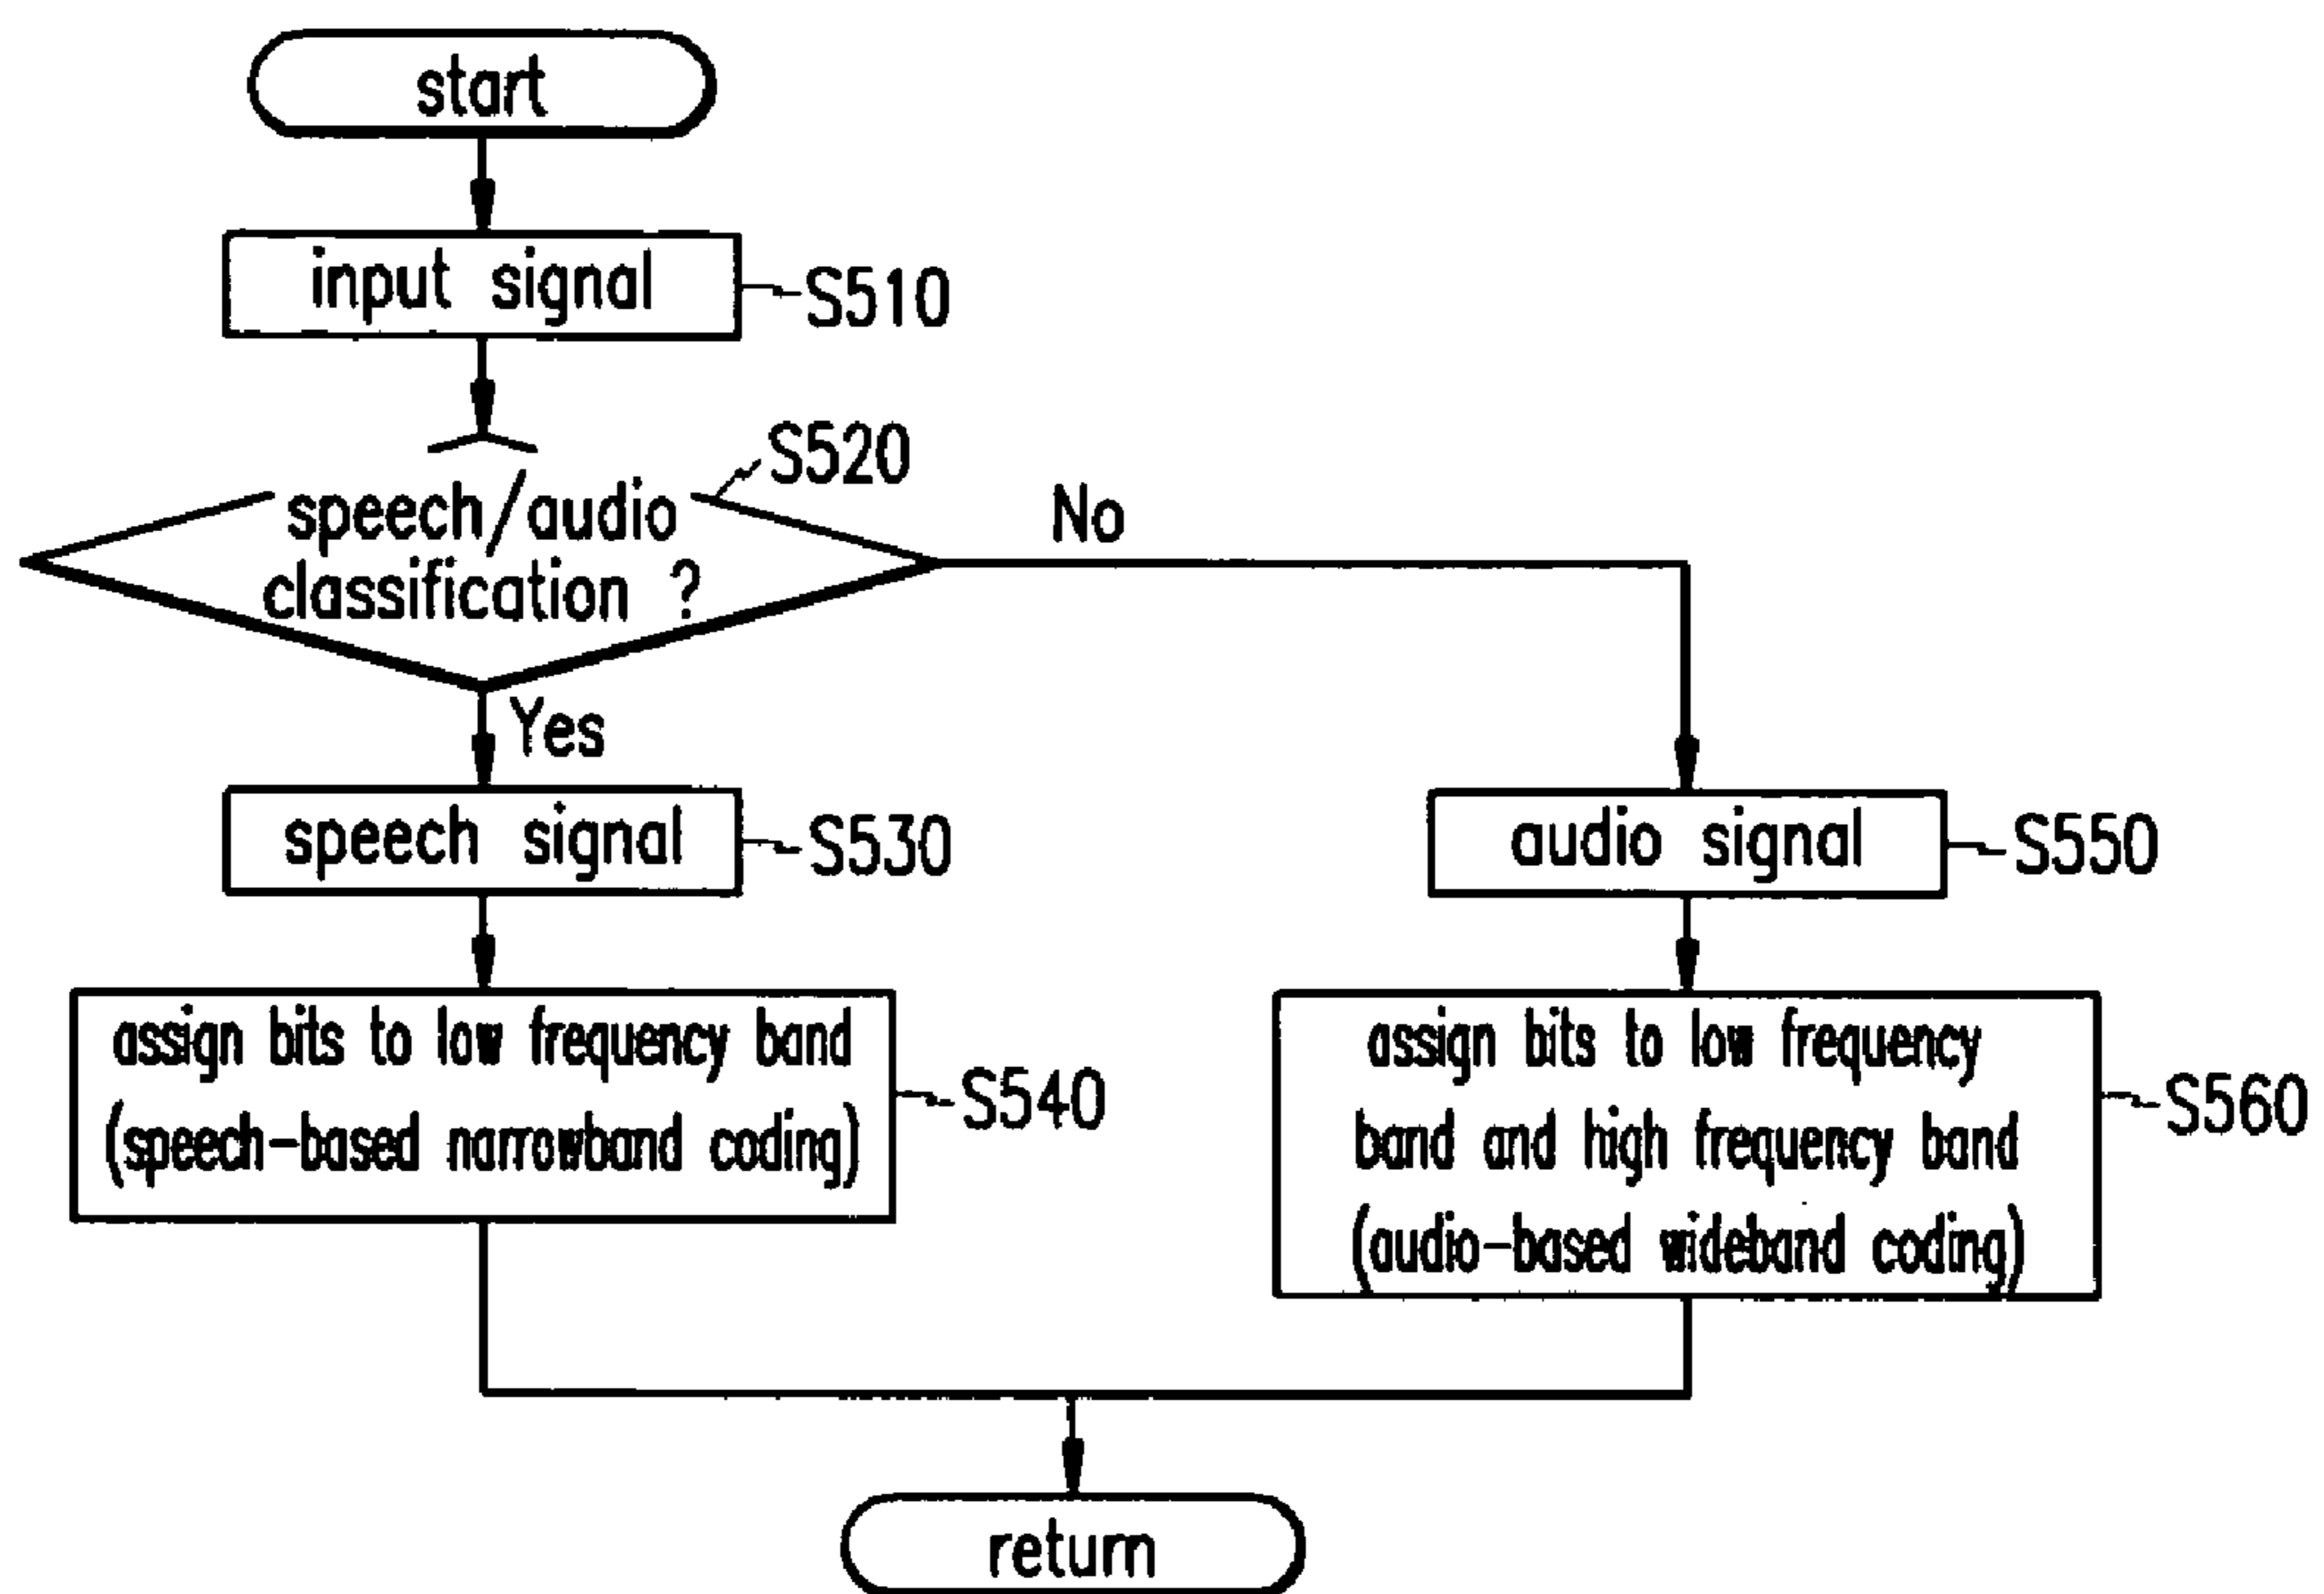 start
input signal
S510
S520
speech/audio
classification ?
No
Yes
speech signal
S530
audio signal
S550
assign bits to low frequency band
(speech-based narrowband coding)
S540
assign bits to low frequency
band and high frequency band
(audio-based wideband coding)
S560
return